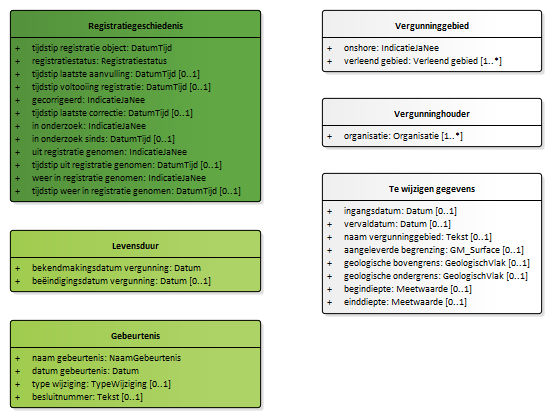 Registratiegeschiedenis
+ tijdstip registratie object: DatumTijd
+ registratiestatus: Registratiestatus
+ tijdstip laatste aanvulling: DatumTijd [0..1]
+ tijdstip voltooiing registratie: DatumTijd [0..1]
+ gecorrigeerd: IndicatieJaNee
+ tijdstip laatste correctie: DatumTijd [0..1]
+ in onderzoek: IndicatieJaNee
+ in onderzoek sinds: DatumTijd [0..1]
+ uit registratie genomen: IndicatieJaNee
+ tijdstip uit registratie genomen: DatumTijd [0..1]
+ weer in registratie genomen: IndicatieJaNee
+ tijdstip weer in registratie genomen: DatumTijd [0..1]
Levensduur
+ bekendmakingsdatum vergunning: Datum
+ beëindigingsdatum vergunning: Datum [0..1]
Gebeurtenis
+ naam gebeurtenis: NaamGebeurtenis
+ datum gebeurtenis: Datum
+ type wijziging: TypeWijziging [0..1]
+ besluitnummer: Tekst [0..1]
Vergunninggebied
+ onshore: IndicatieJaNee
+ verleend gebied: Verleend gebied [1..*]
Vergunninghouder
+ organisatie: Organisatie [1..*]
Te wijzigen gegevens
+ ingangsdatum: Datum [0..1]
+ vervaldatum: Datum [0..1]
+ naam vergunninggebied: Tekst [0..1]
+ aangeleverde begrenzing: GM_Surface [0..1]
+ geologische bovengrens: GeologischVlak [0..1]
+ geologische ondergrens: GeologischVlak [0..1]
+ begindiepte: Meetwaarde [0..1]
+ einddiepte: Meetwaarde [0..1]